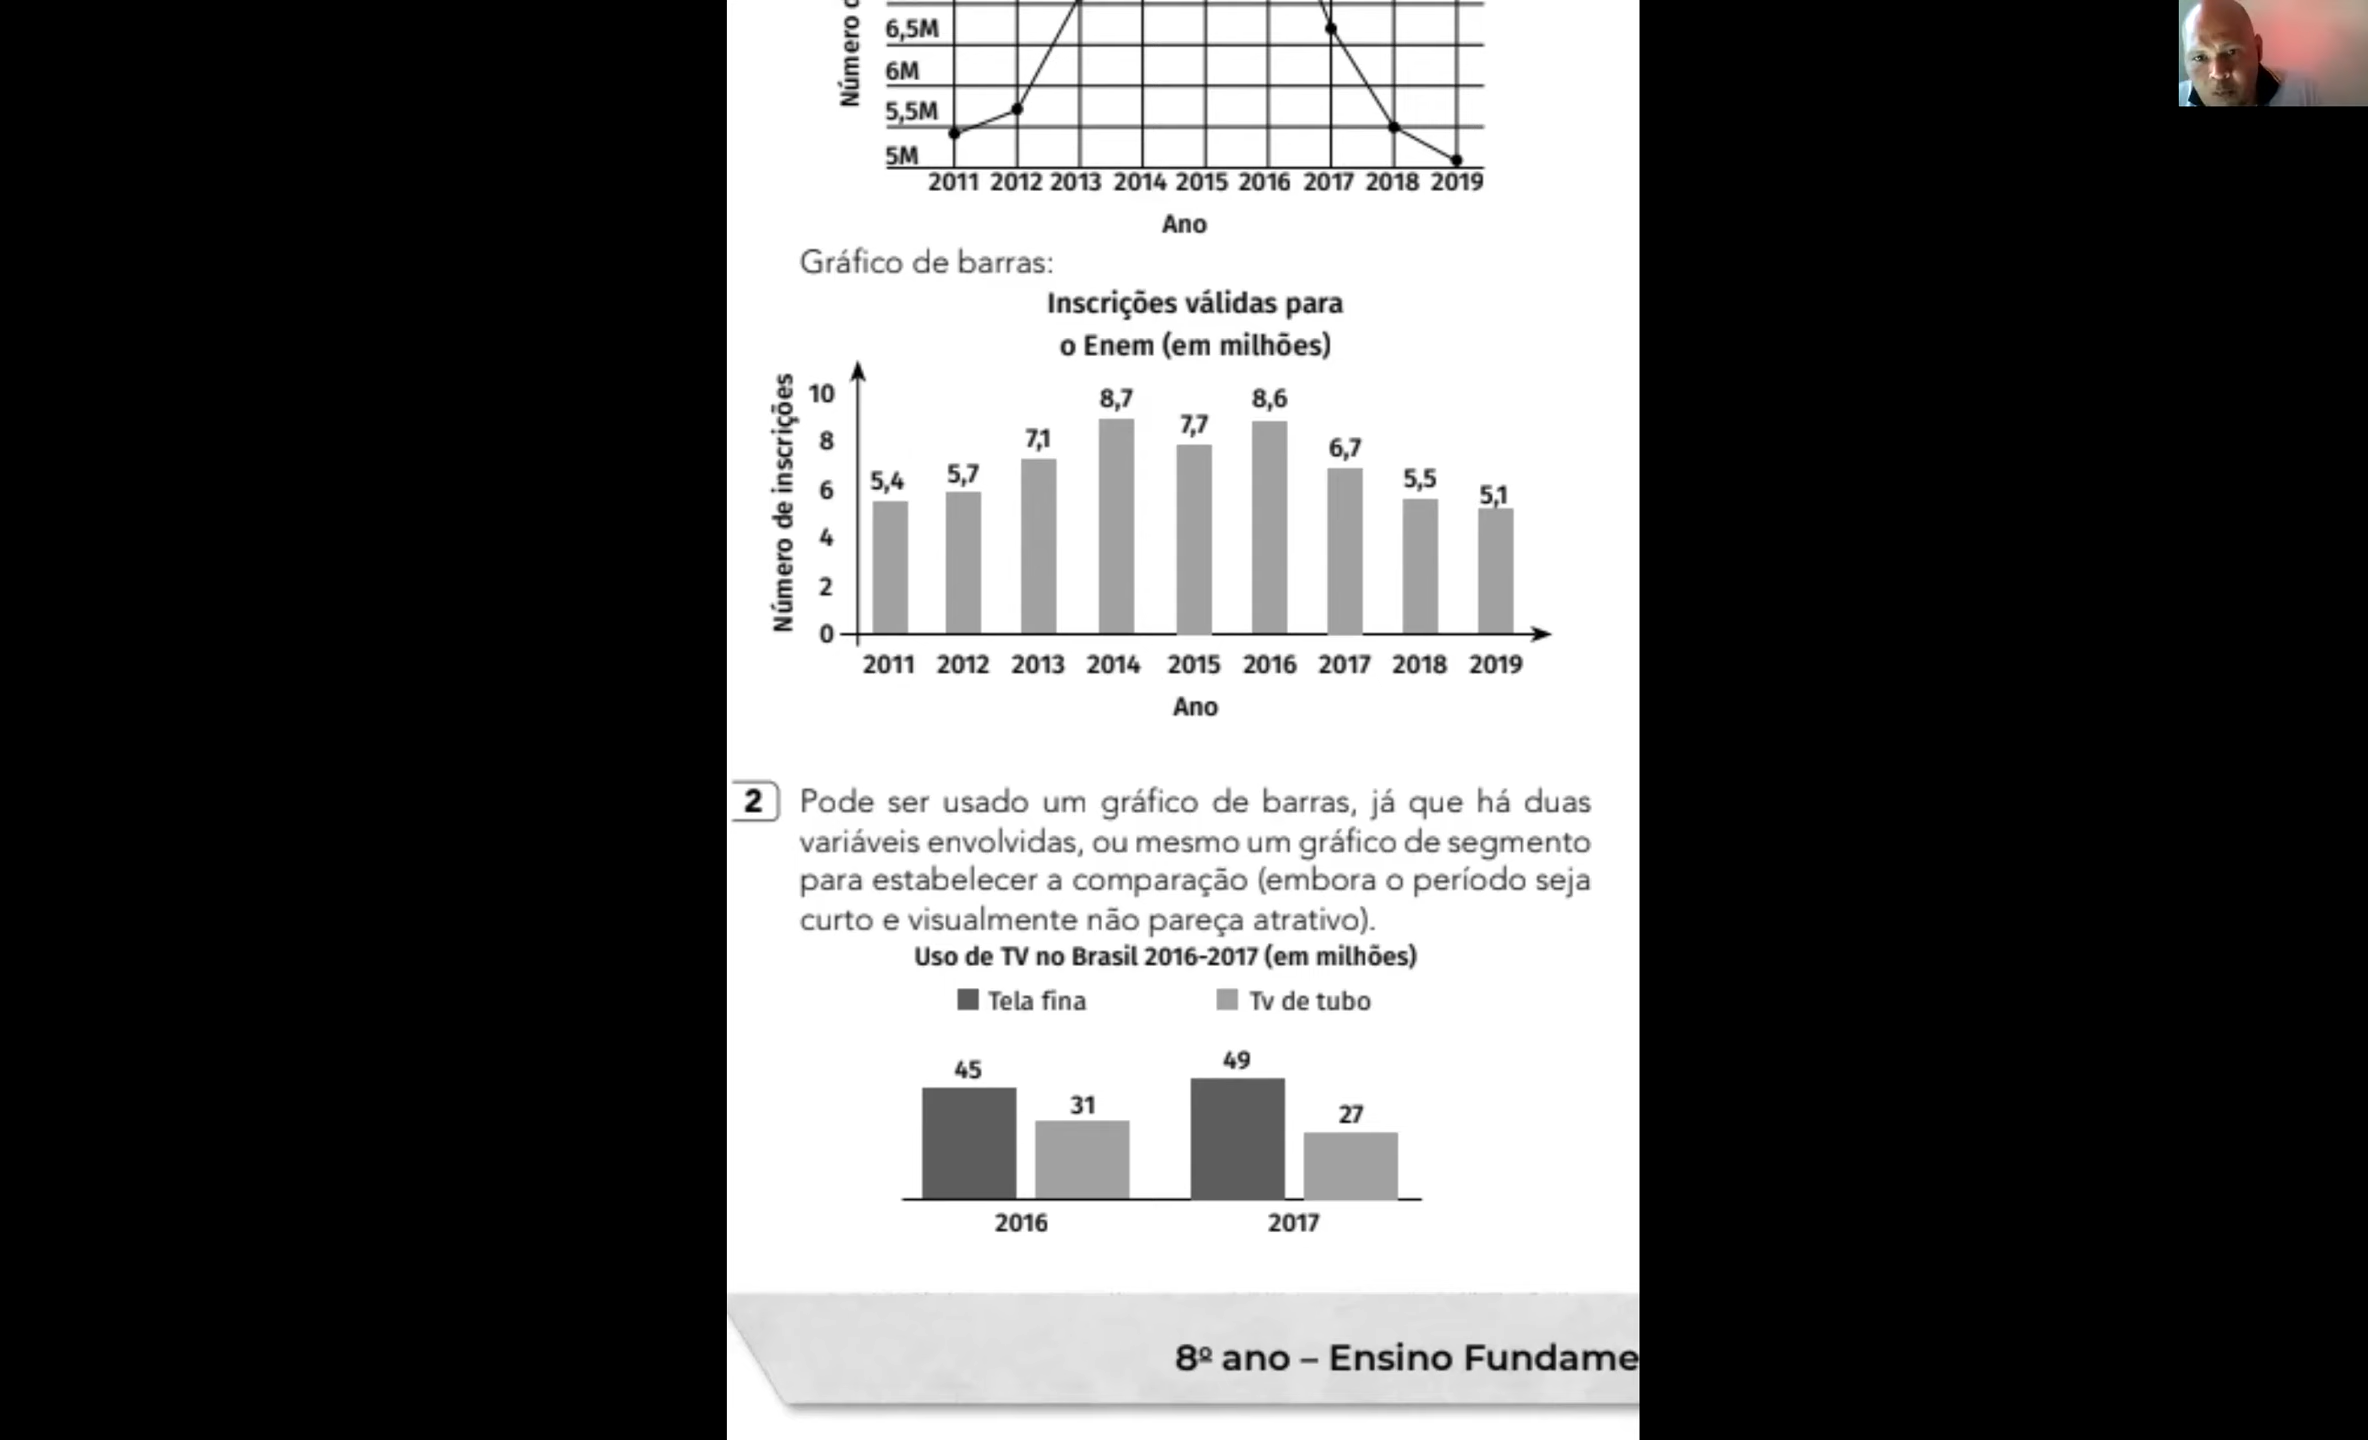 Número
6,5M
6M
5,5M
5M
2011 2012 2013 2014 2015 2016 2017 2018 2019
Ano
Gráfico de barras:
Inscrições válidas para
o Enem (em milhões)
Número de inscrições
10
8
6
4
2
0
5,4 5,7 7,1 8,7 7,7 8,6 6,7 5,5 5,1
2011 2012 2013 2014 2015 2016 2017 2018 2019
Ano
2 Pode ser usado um gráfico de barras, já que há duas
variáveis envolvidas, ou mesmo um gráfico de segmento
para estabelecer a comparação (embora o período seja
curto e visualmente não pareça atrativo).
Uso de TV no Brasil 2016-2017 (em milhões)
Tela fina Tv de tubo
45 31 49 27
2016 2017
8º ano – Ensino Fundame